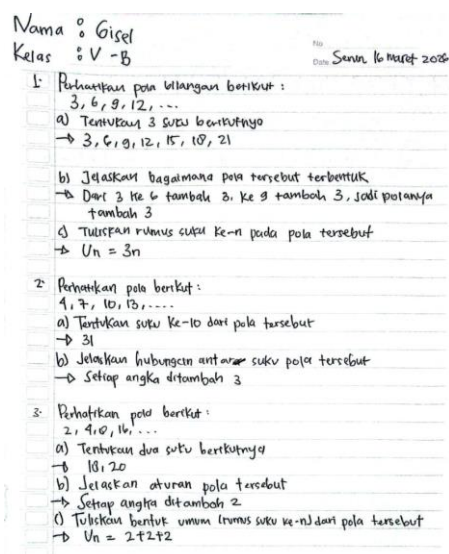 Nama : Gisel
Kelas : V - B
No
Date Senin 16 Maret 2026
1. Perhatikan pola bilangan berikut :
3, 6, 9, 12, ...
a) Tentukan 3 suku berikutnya
→ 3, 6, 9, 12, 15, 18, 21
b) Jelaskan bagaimana pola tersebut terbentuk
→ Dari 3 ke 6 tambah 3. ke 9 tambah 3, jadi polanya
tambah 3
c) Tuliskan rumus suku ke-n pada pola tersebut
→ Un = 3n
2. Perhatikan pola berikut :
4, 7, 10, 13, ....
a) Tentukan suku ke-10 dari pola tersebut
→ 31
b) Jelaskan hubungan antar suku pola tersebut
→ Setiap angka ditambah 3
3. Perhatikan pola berikut :
2, 4, 8, 16, ...
a) Tentukan dua suku berikutnya
→ 18, 20
b) Jelaskan aturan pola tersebut
→ Setiap angka ditambah 2
c) Tuliskan bentuk umum (rumus suku ke-n) dari pola tersebut
→ Un = 2+2+2